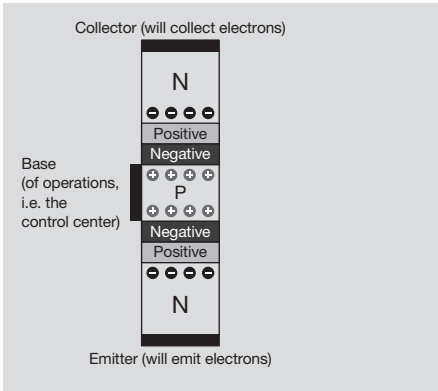 Collector (will collect electrons)
N
Positive
Negative
Base
(of operations,
i.e. the
control center)
P
Negative
Positive
N
Emitter (will emit electrons)